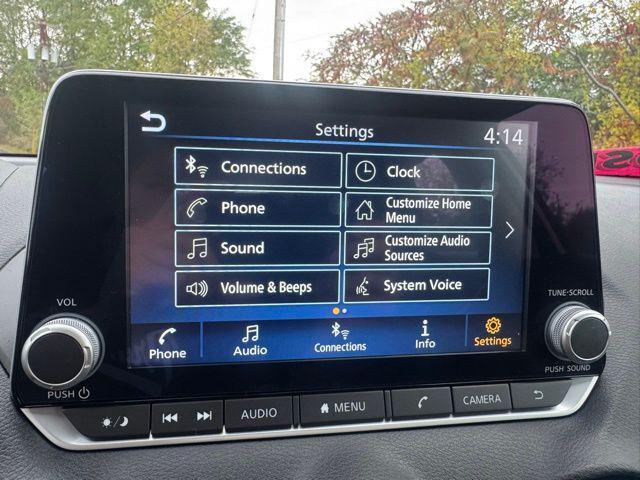 Settings
4:14
Connections
Clock
Phone
Customize Home
Menu
Sound
Customize Audio
Sources
Volume & Beeps
System Voice
Phone
Audio
Connections
Info
Settings
VOL
PUSH
TUNE·SCROLL
PUSH SOUND
AUDIO
MENU
CAMERA